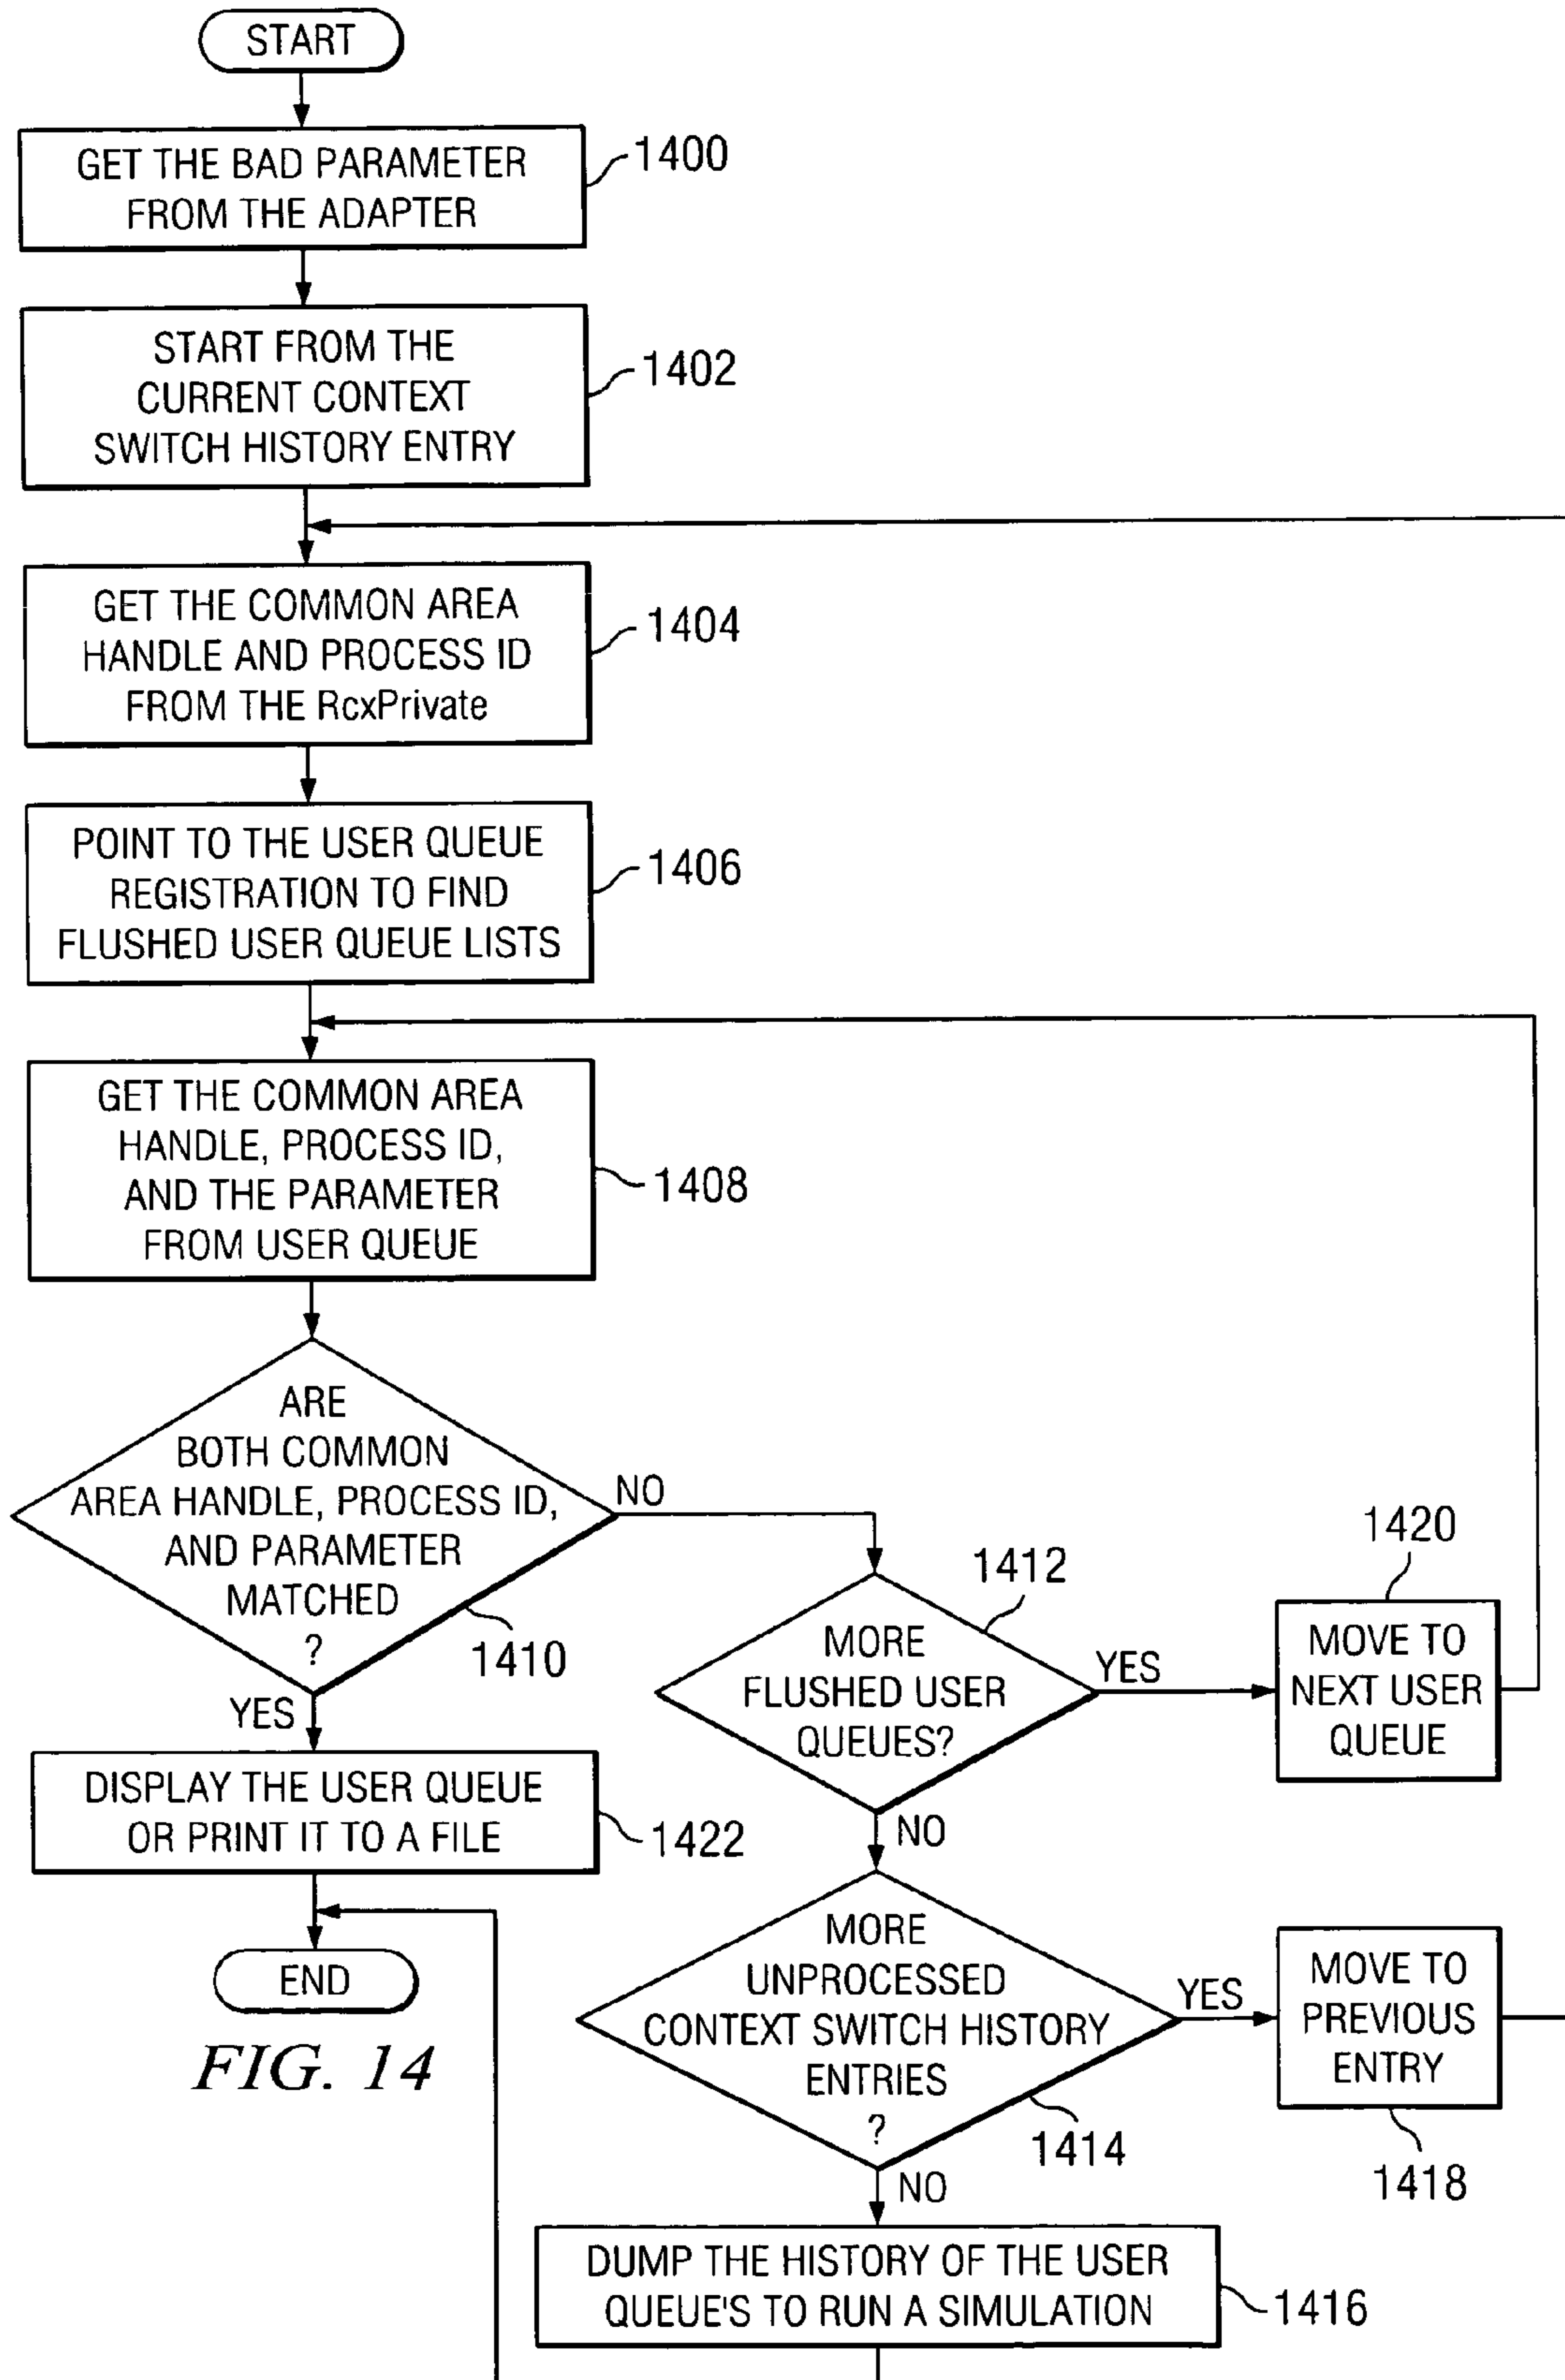 START
GET THE BAD PARAMETER
FROM THE ADAPTER
1400
START FROM THE
CURRENT CONTEXT
SWITCH HISTORY ENTRY
1402
GET THE COMMON AREA
HANDLE AND PROCESS ID
FROM THE RcxPrivate
1404
POINT TO THE USER QUEUE
REGISTRATION TO FIND
FLUSHED USER QUEUE LISTS
1406
GET THE COMMON AREA
HANDLE, PROCESS ID,
AND THE PARAMETER
FROM USER QUEUE
1408
ARE
BOTH COMMON
AREA HANDLE, PROCESS ID,
AND PARAMETER
MATCHED
?
1410
NO
YES
MORE
FLUSHED USER
QUEUES?
1412
YES
NO
MOVE TO
NEXT USER
QUEUE
1420
DISPLAY THE USER QUEUE
OR PRINT IT TO A FILE
1422
END
MORE
UNPROCESSED
CONTEXT SWITCH HISTORY
ENTRIES
?
1414
YES
NO
MOVE TO
PREVIOUS
ENTRY
1418
DUMP THE HISTORY OF THE USER
QUEUE'S TO RUN A SIMULATION
1416
FIG. 14